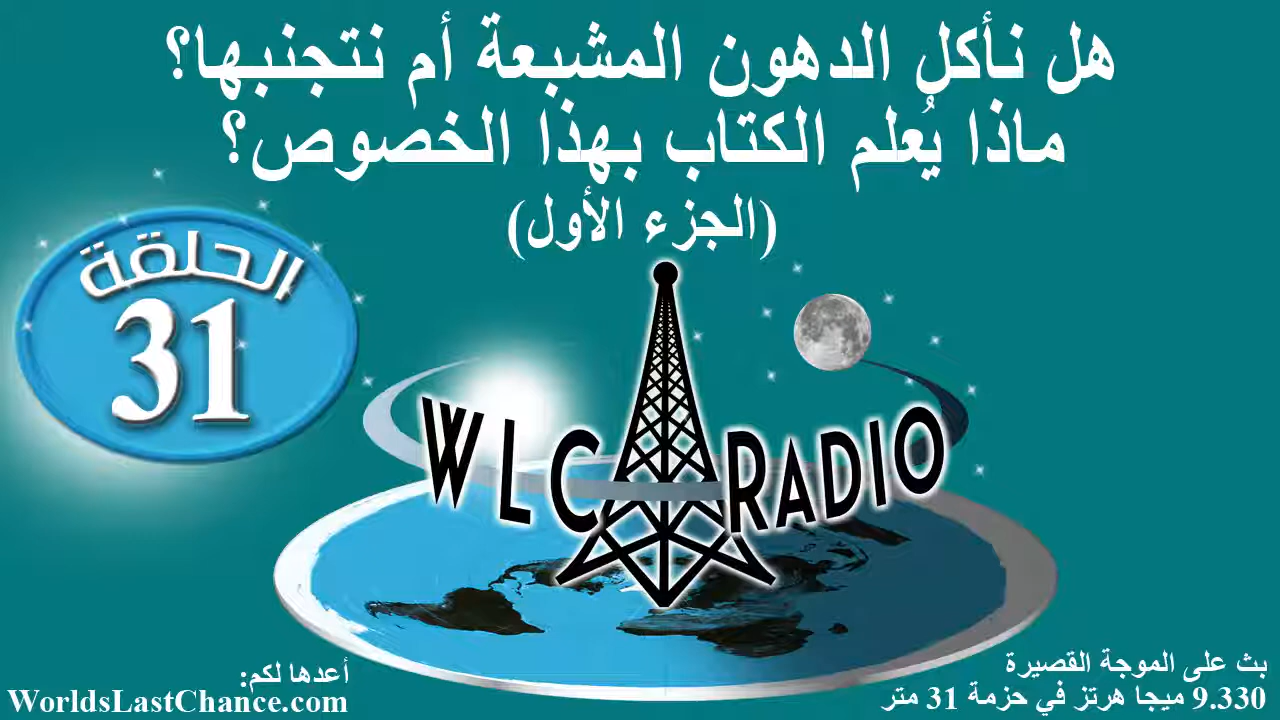 هل نأكل الدهون المشبعة أم نتجنبها؟
ماذا يُعلم الكتاب بهذا الخصوص؟
(الجزء الأول)
الحلقة
31
WLC RADIO
بث على الموجة القصيرة
9.330 ميجا هرتز في حزمة 31 متر
أعدها لكم:
WorldsLastChance.com